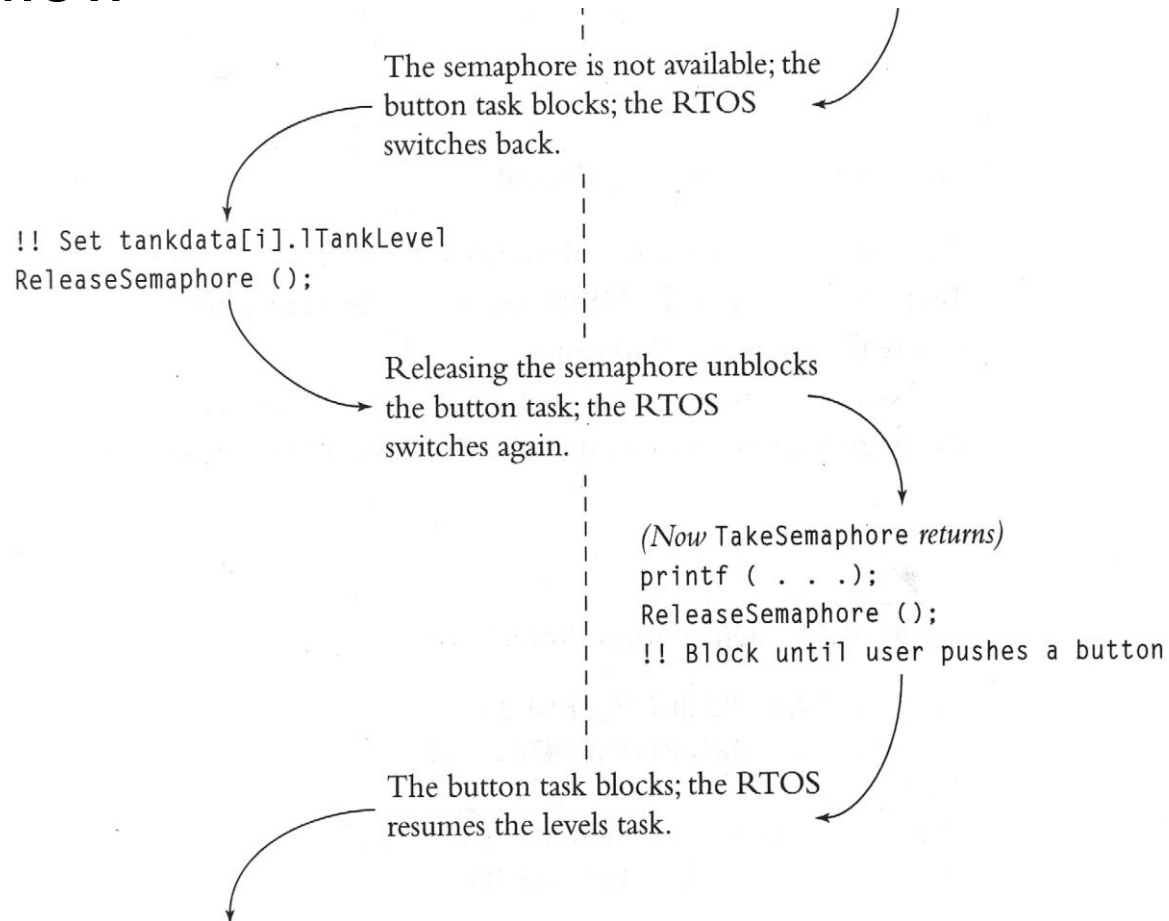 The semaphore is not available; the
button task blocks; the RTOS
switches back.
!! Set tankdata[i].lTankLevel
ReleaseSemaphore ();
Releasing the semaphore unblocks
the button task; the RTOS
switches again.
(Now TakeSemaphore returns)
printf ( . . .);
ReleaseSemaphore ();
!! Block until user pushes a button
The button task blocks; the RTOS
resumes the levels task.